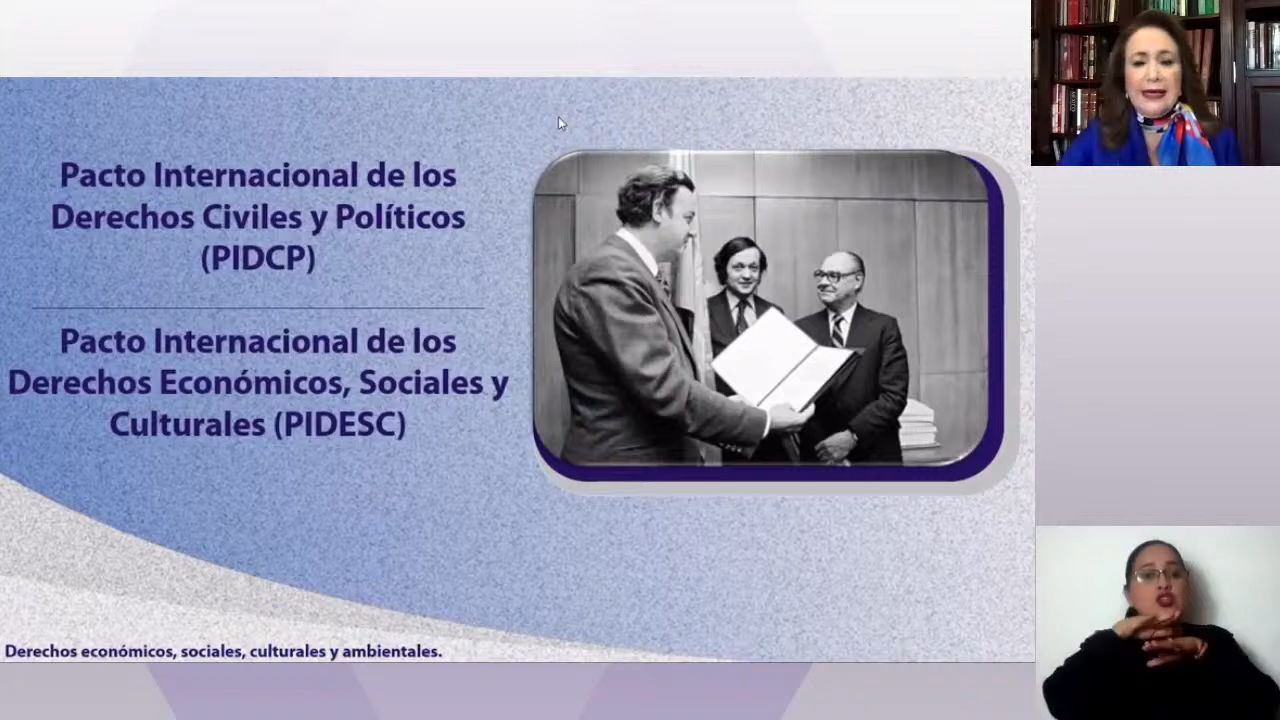 Pacto Internacional de los
Derechos Civiles y Políticos
(PIDCP)
Pacto Internacional de los
Derechos Económicos, Sociales y
Culturales (PIDESC)
Derechos económicos, sociales, culturales y ambientales.
MÉXICO